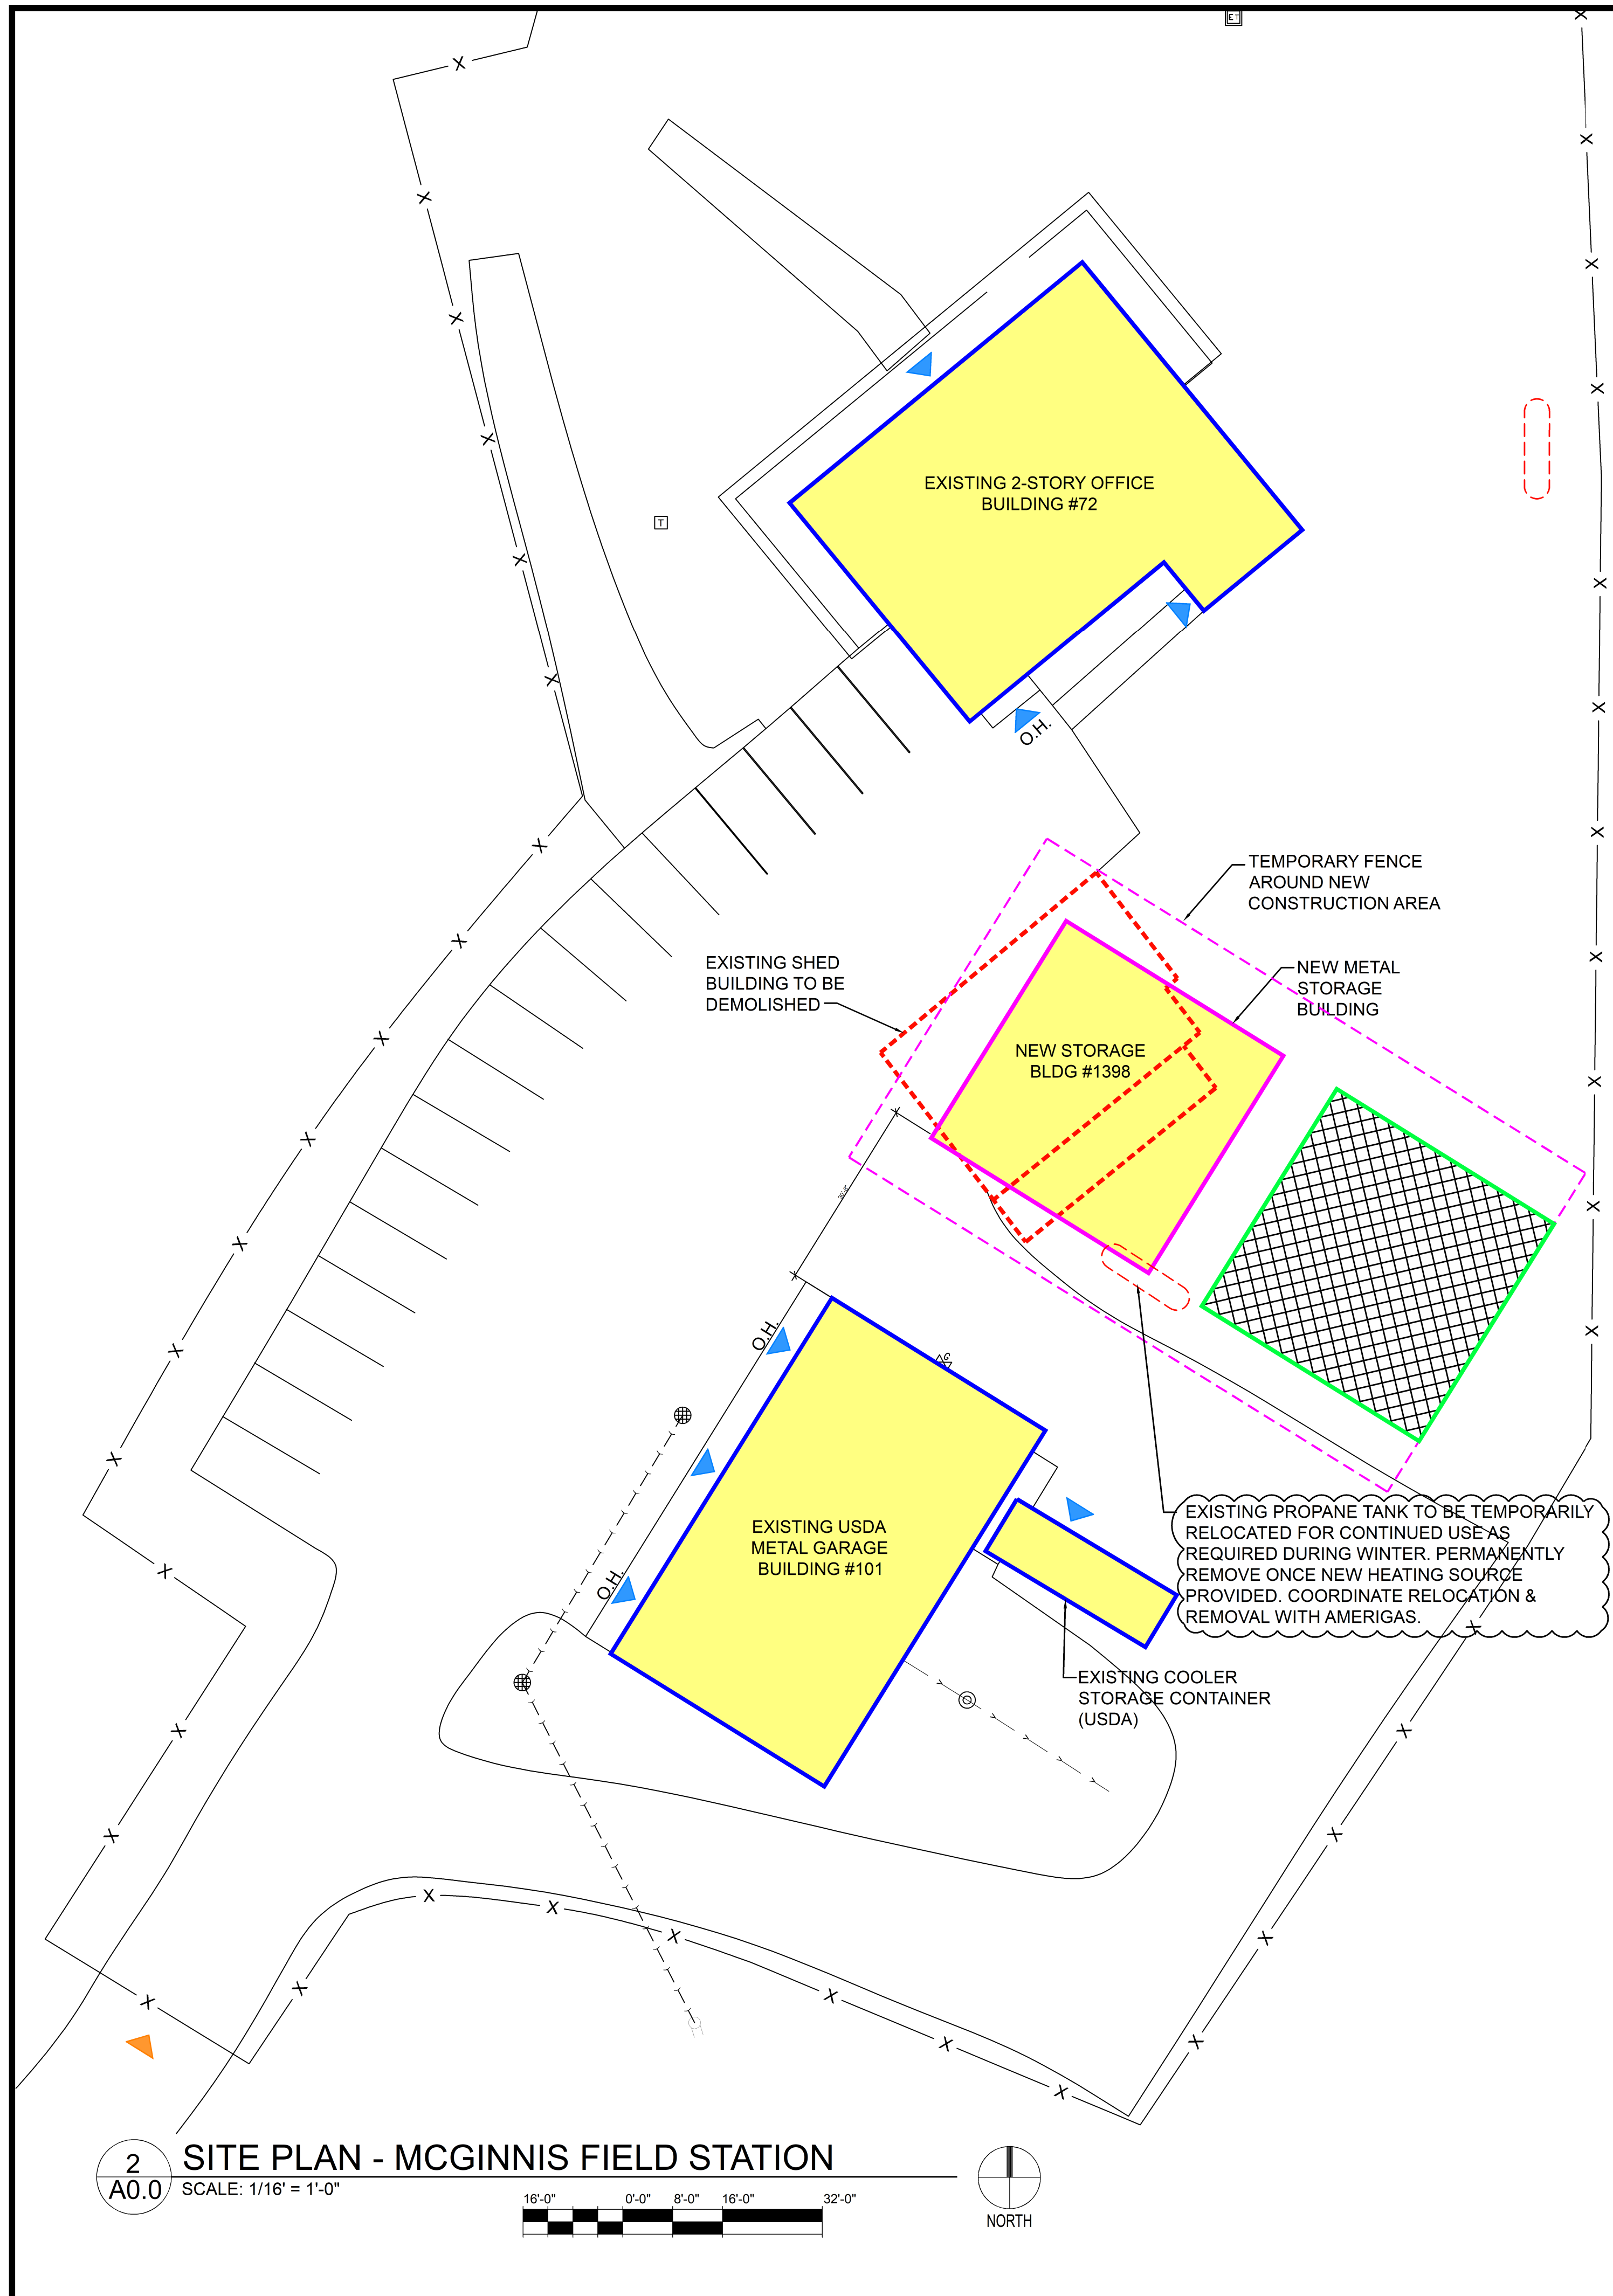 ET
EXISTING 2-STORY OFFICE
BUILDING #72
T
O.H.
TEMPORARY FENCE
AROUND NEW
CONSTRUCTION AREA
EXISTING SHED
BUILDING TO BE
DEMOLISHED
NEW METAL
STORAGE
BUILDING
NEW STORAGE
BLDG #1398
O.H.
G
EXISTING USDA
METAL GARAGE
BUILDING #101
O.H.
EXISTING PROPANE TANK TO BE TEMPORARILY
RELOCATED FOR CONTINUED USE AS
REQUIRED DURING WINTER. PERMANENTLY
REMOVE ONCE NEW HEATING SOURCE
PROVIDED. COORDINATE RELOCATION &
REMOVAL WITH AMERIGAS.
EXISTING COOLER
STORAGE CONTAINER
(USDA)
2
A0.0
SITE PLAN - MCGINNIS FIELD STATION
SCALE: 1/16' = 1'-0"
16'-0" 0'-0" 8'-0" 16'-0" 32'-0"
NORTH